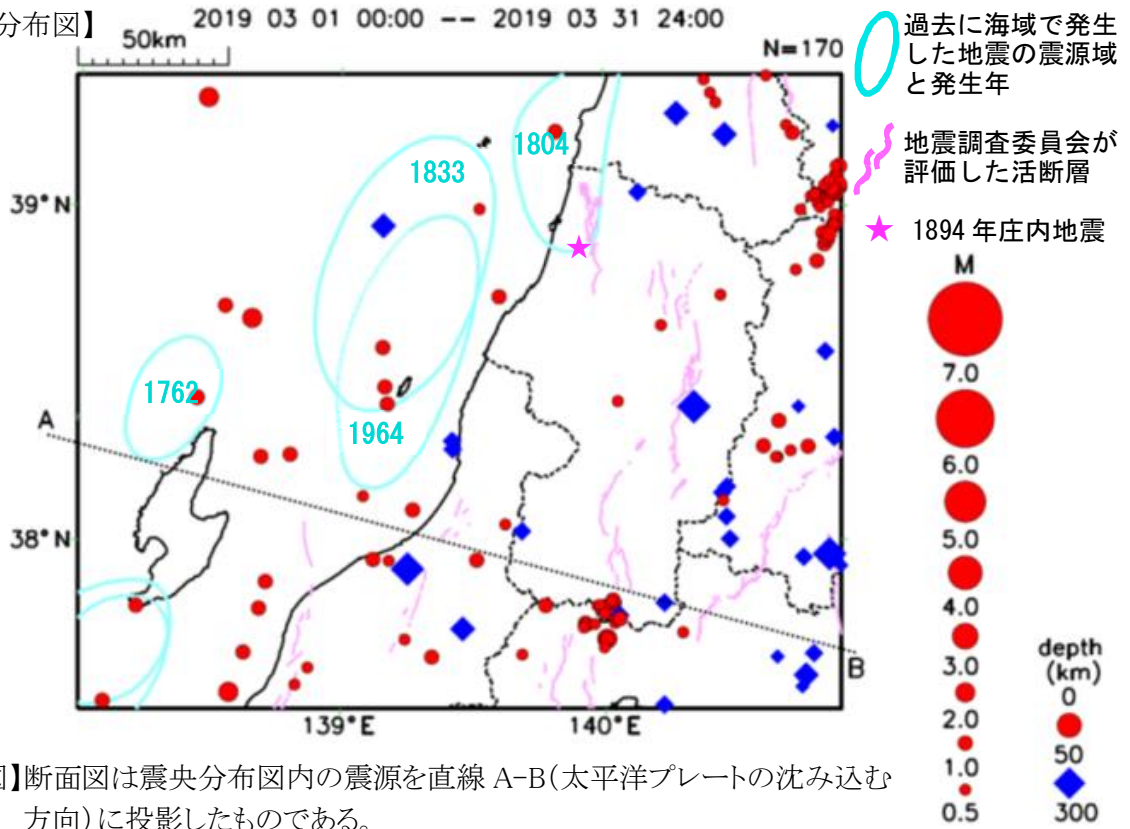 分布図】
2019 03 01 00:00 -- 2019 03 31 24:00
50km
N=170
過去に海域で発生
した地震の震源域
と発生年
地震調査委員会が
評価した活断層
1894 年庄内地震
1804
1833
39°N
1762
1964
A
38°N
B
139°E
140°E
M
7.0
6.0
5.0
4.0
3.0
2.0
1.0
0.5
depth
(km)
0
50
300
】断面図は震央分布図内の震源を直線 A-B(太平洋プレートの沈み込む
方向)に投影したものである。